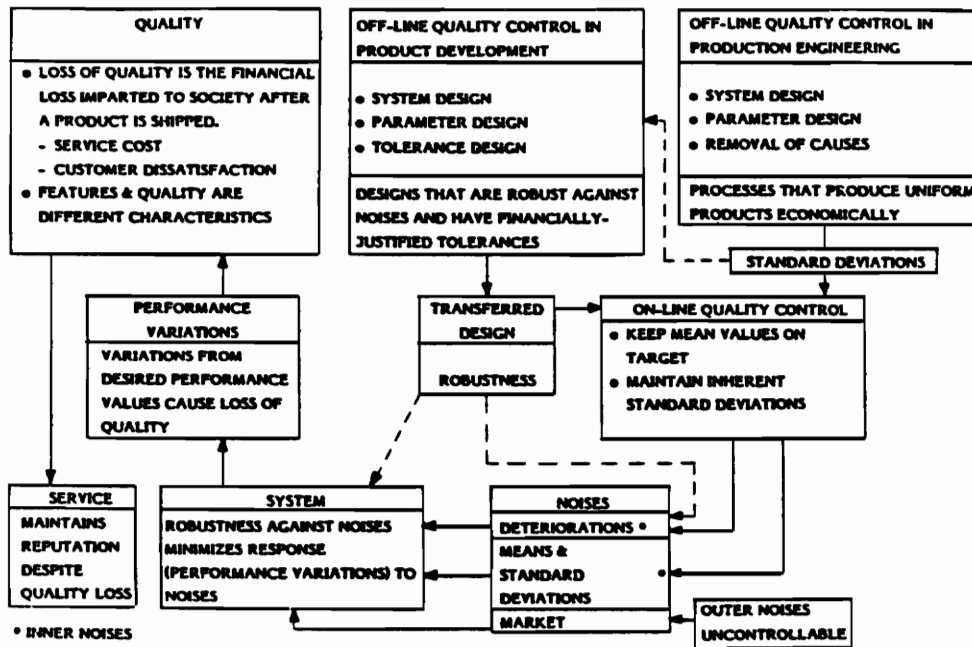 QUALITY
● LOSS OF QUALITY IS THE FINANCIAL
LOSS IMPARTED TO SOCIETY AFTER
A PRODUCT IS SHIPPED.
- SERVICE COST
- CUSTOMER DISSATISFACTION
● FEATURES & QUALITY ARE
DIFFERENT CHARACTERISTICS
OFF-LINE QUALITY CONTROL IN
PRODUCT DEVELOPMENT
● SYSTEM DESIGN
● PARAMETER DESIGN
● TOLERANCE DESIGN
DESIGNS THAT ARE ROBUST AGAINST
NOISES AND HAVE FINANCIALLY-
JUSTIFIED TOLERANCES
OFF-LINE QUALITY CONTROL IN
PRODUCTION ENGINEERING
● SYSTEM DESIGN
● PARAMETER DESIGN
● REMOVAL OF CAUSES
PROCESSES THAT PRODUCE UNIFORM
PRODUCTS ECONOMICALLY
STANDARD DEVIATIONS
PERFORMANCE
VARIATIONS
VARIATIONS FROM
DESIRED PERFORMANCE
VALUES CAUSE LOSS OF
QUALITY
TRANSFERRED
DESIGN
ROBUSTNESS
ON-LINE QUALITY CONTROL
● KEEP MEAN VALUES ON
TARGET
● MAINTAIN INHERENT
STANDARD DEVIATIONS
SERVICE
MAINTAINS
REPUTATION
DESPITE
QUALITY LOSS
SYSTEM
ROBUSTNESS AGAINST NOISES
MINIMIZES RESPONSE
(PERFORMANCE VARIATIONS) TO
NOISES
NOISES
DETERIORATIONS *
MEANS &
STANDARD *
DEVIATIONS
MARKET
OUTER NOISES
UNCONTROLLABLE
* INNER NOISES